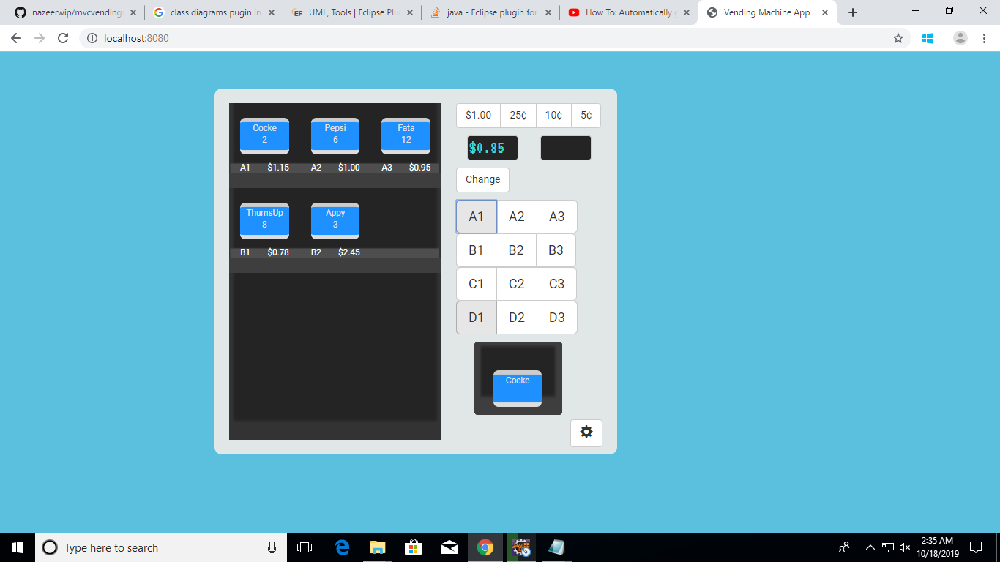 nazeerwip/mvcvending
class diagrams pugin in
EF UML, Tools | Eclipse Plu
java - Eclipse plugin for
How To: Automatically
Vending Machine App
localhost:8080
Cocke Pepsi Fata
2 6 12
A1 $1.15 A2 $1.00 A3 $0.95
ThumsUp Appy
8 3
B1 $0.78 B2 $2.45
$1.00 25¢ 10¢ 5¢
$0.85
Change
A1 A2 A3
B1 B2 B3
C1 C2 C3
D1 D2 D3
Cocke
Type here to search
2:35 AM
10/18/2019